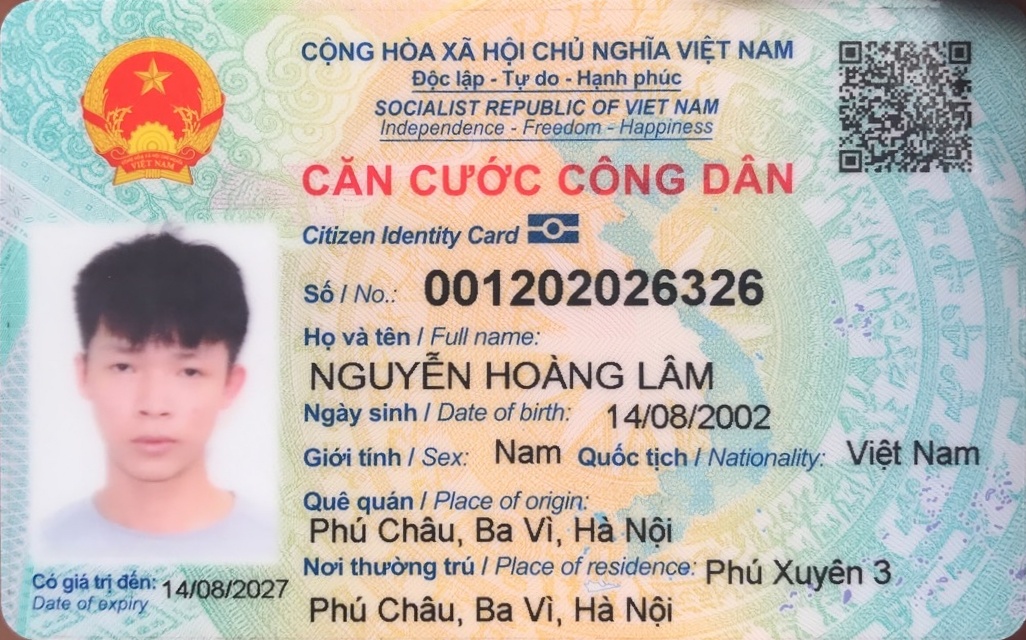 CỘNG HÒA XÃ HỘI CHỦ NGHĨA VIỆT NAM
Độc lập - Tự do - Hạnh phúc
SOCIALIST REPUBLIC OF VIET NAM
Independence - Freedom - Happiness
CĂN CƯỚC CÔNG DÂN
Citizen Identity Card
Số / No.: 001202026326
Họ và tên / Full name:
NGUYỄN HOÀNG LÂM
Ngày sinh / Date of birth: 14/08/2002
Giới tính / Sex: Nam Quốc tịch / Nationality: Việt Nam
Quê quán / Place of origin:
Phú Châu, Ba Vì, Hà Nội
Nơi thường trú / Place of residence: Phú Xuyên 3
Phú Châu, Ba Vì, Hà Nội
Có giá trị đến: 14/08/2027
Date of expiry
VIỆT NAM